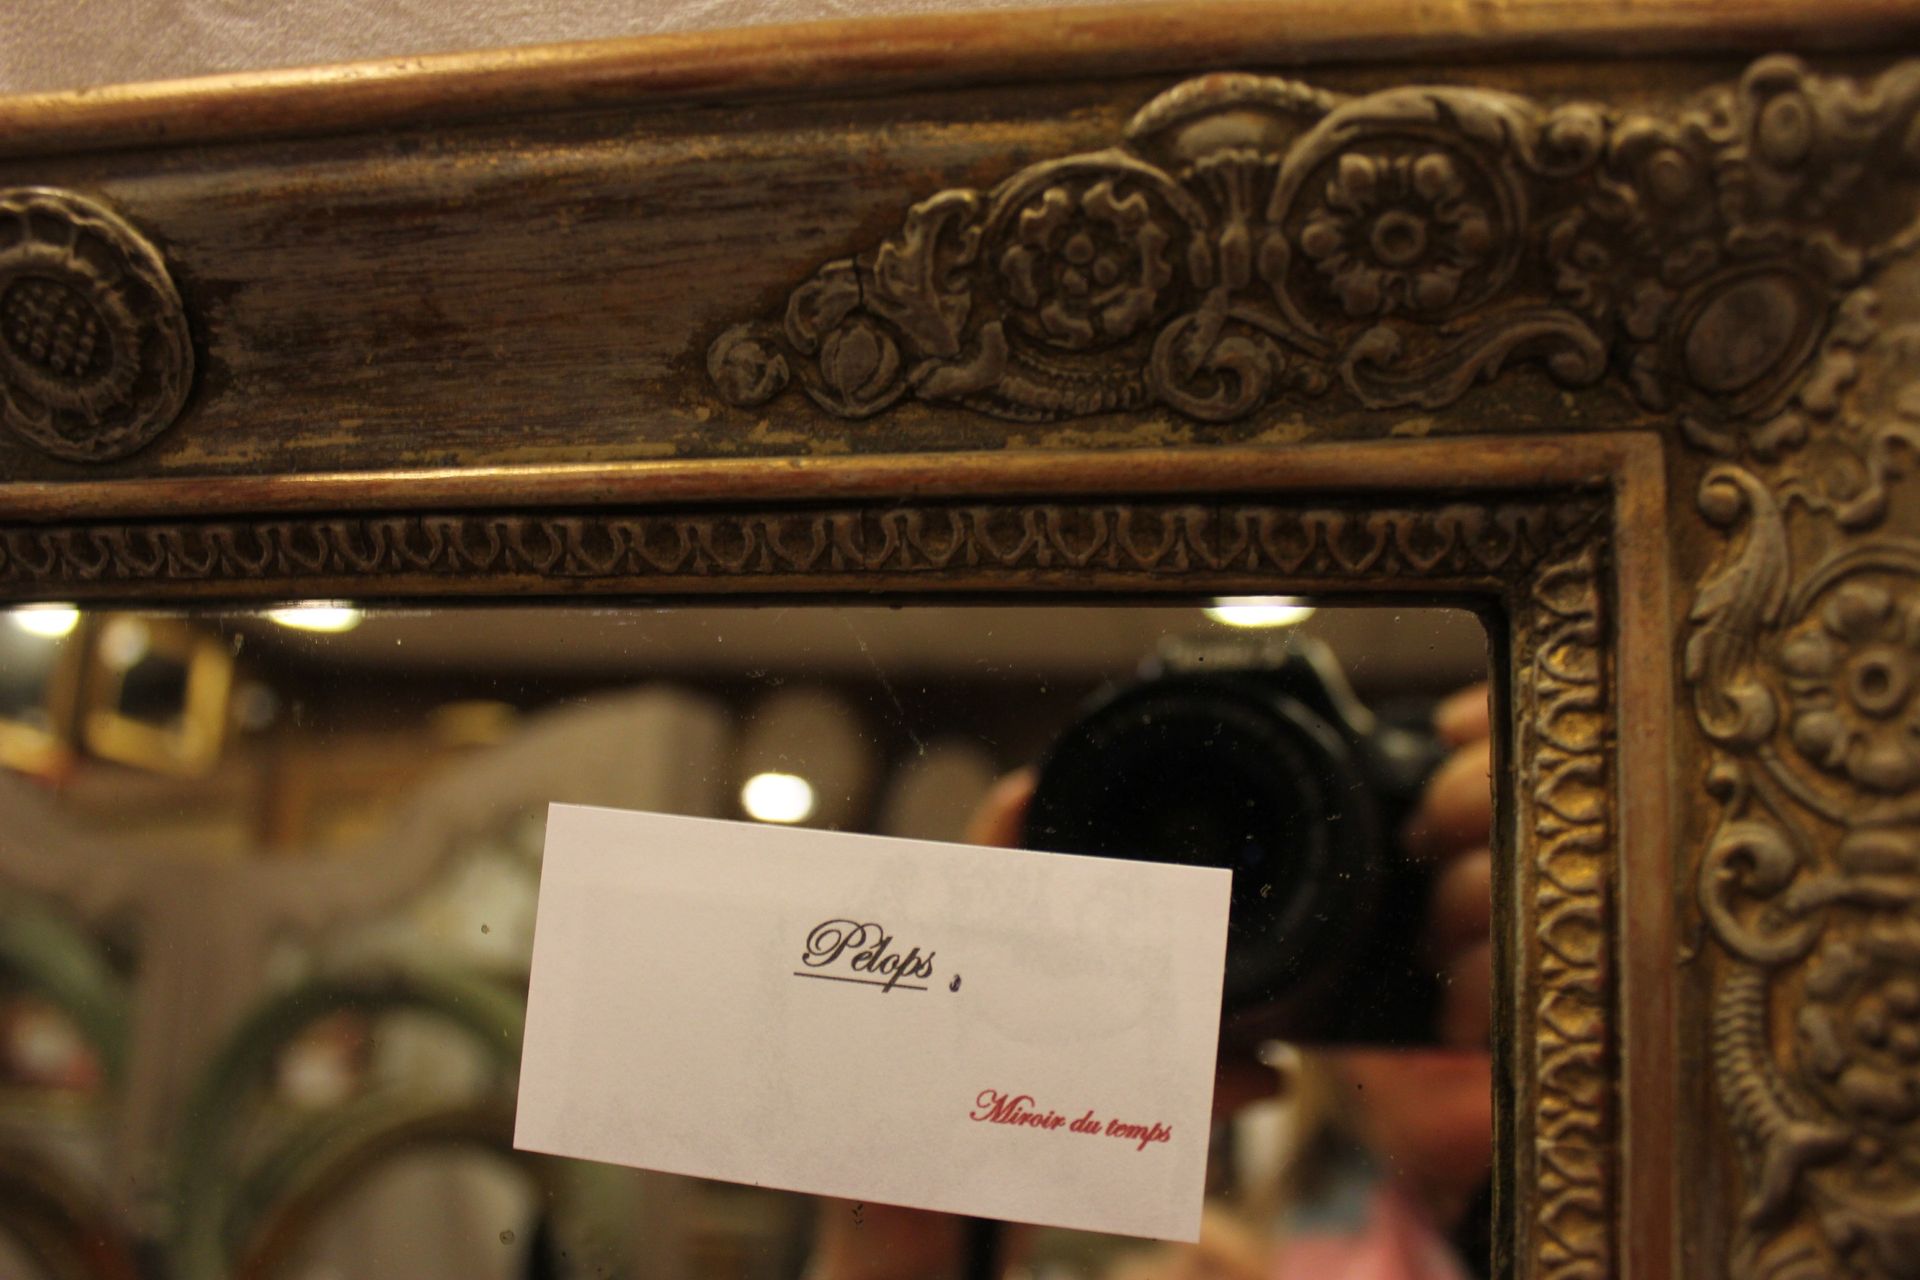 Pélops .
Miroir du temps